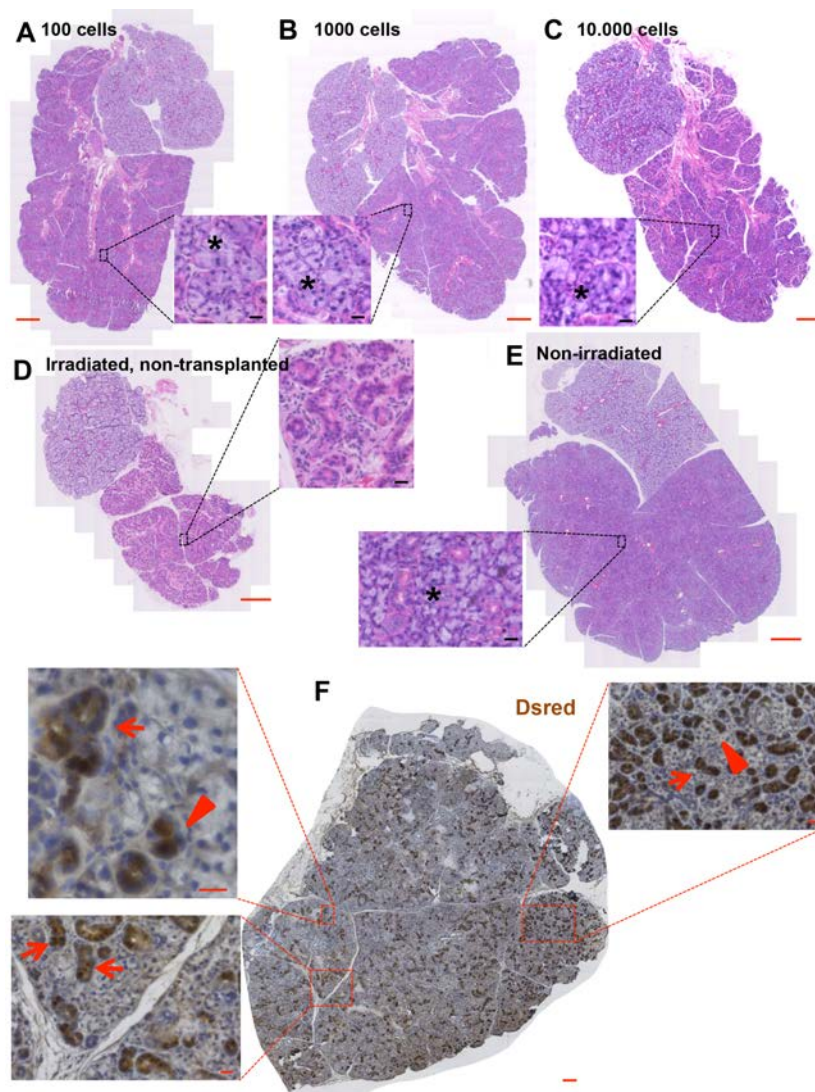 A 100 cells
B 1000 cells
C 10.000 cells
*
*
*
D Irradiated, non-transplanted
E Non-irradiated
*
F
Dsred